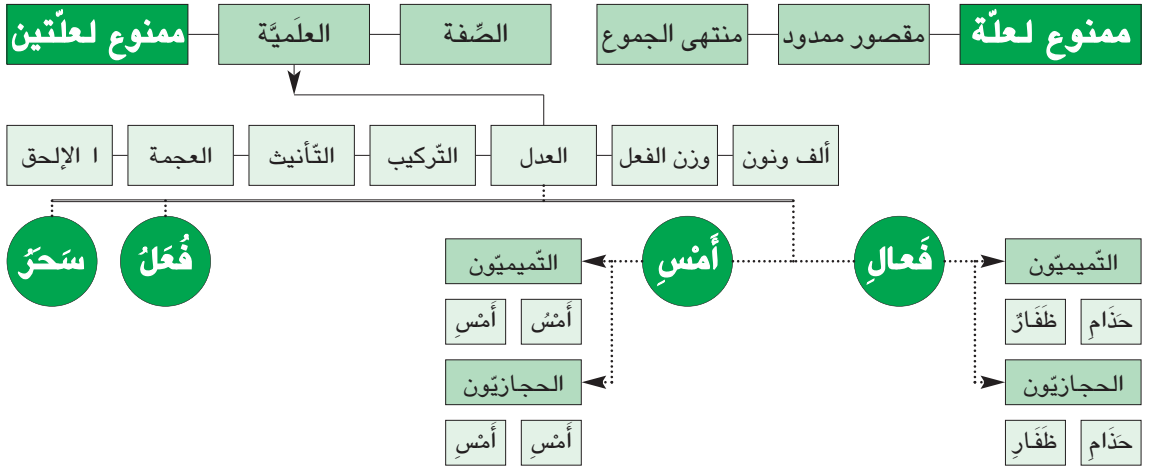 ممنوع لعلّة
مقصور ممدود
منتهى الجموع
الصِّفة
العلَميَّة
ممنوع لعلّتين
ألف ونون
وزن الفعل
العدل
التّركيب
التّأنيث
العجمة
ا الإلحق
فَعالِ
أَمْسِ
فُعَلُ
سَحَرُ
التّميميّون
حَذَامِ
ظَفَارٌ
الحجازيّون
حَذَامِ
ظَفَارِ
التّميميّون
أَمْسُ
أَمْسِ
الحجازيّون
أَمْسِ
أَمْسِ